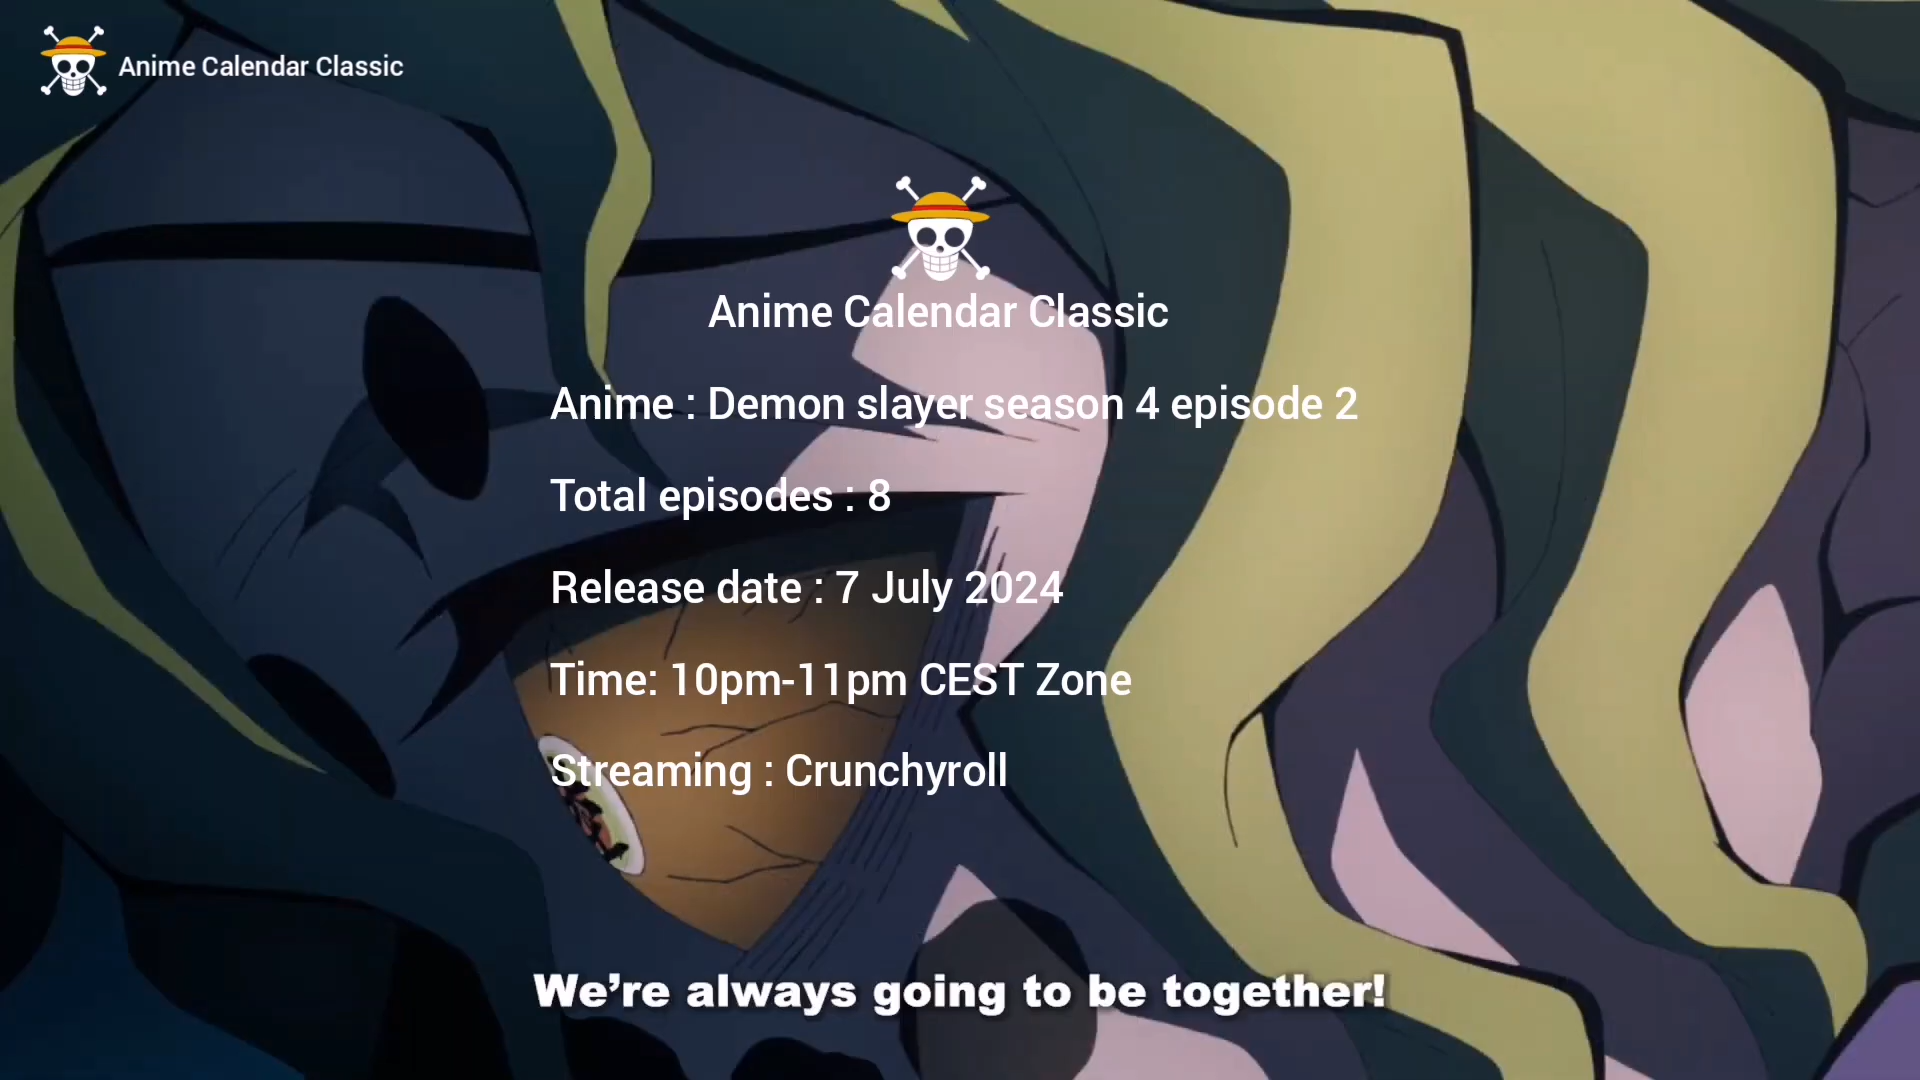 Anime Calendar Classic
Anime Calendar Classic
Anime : Demon slayer season 4 episode 2
Total episodes : 8
Release date : 7 July 2024
Time: 10pm-11pm CEST Zone
Streaming : Crunchyroll
We’re always going to be together!